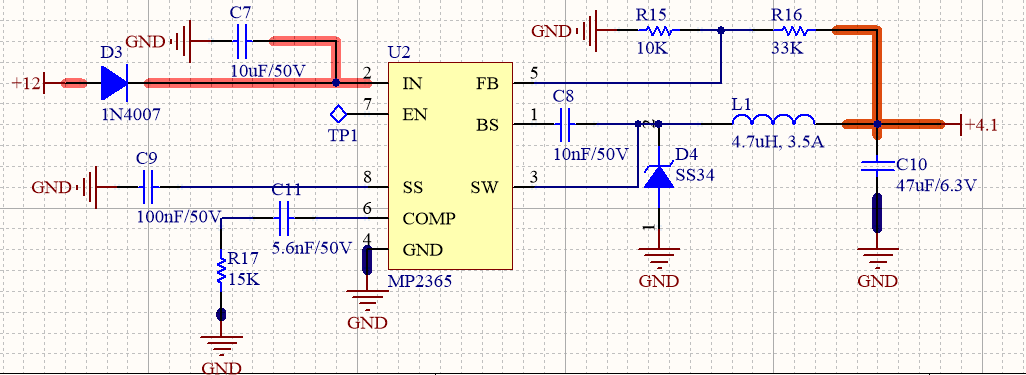 C7
GND
10uF/50V
D3
+12
1N4007
U2
2
IN
7
EN
TP1
8
SS
6
COMP
4
GND
FB
5
BS
1
SW
3
MP2365
C9
GND
100nF/50V
C11
5.6nF/50V
R17
15K
GND
GND
GND
R15
10K
R16
33K
C8
10nF/50V
2
D4
SS34
1
GND
L1
4.7uH, 3.5A
+4.1
C10
47uF/6.3V
GND